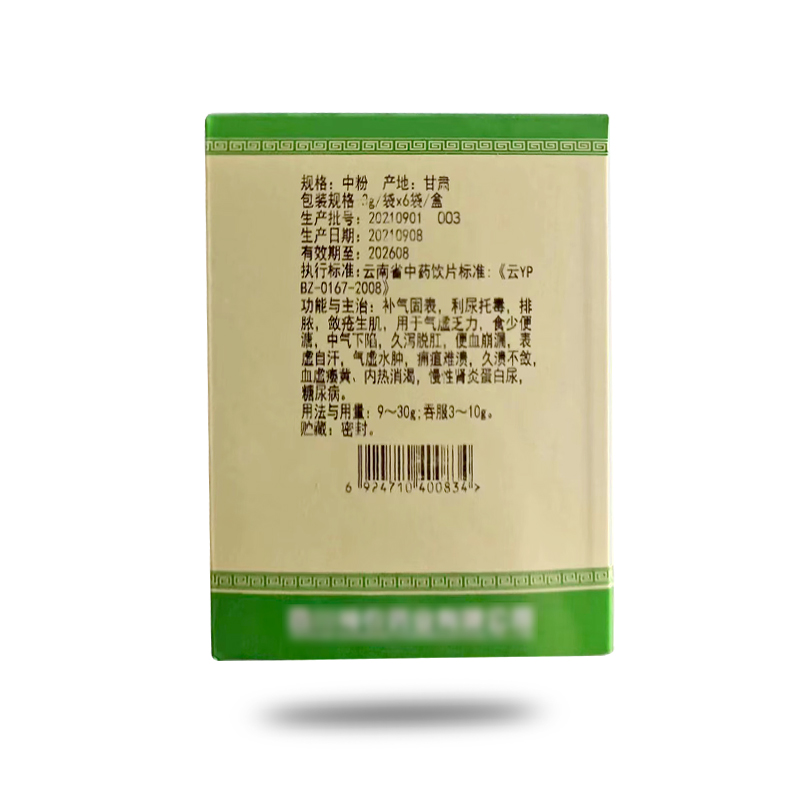 规格：中粉 产地：甘肃
包装规格 3g/袋x6袋/盒
生产批号：20210901 003
生产日期：20210908
有效期至：202608
执行标准：云南省中药饮片标准：《云YP
BZ-0167-2008》
功能与主治：补气固表，利尿托毒，排
脓，敛疮生肌，用于气虚乏力，食少便
溏，中气下陷，久泻脱肛，便血崩漏，表
虚自汗，气虚水肿，痈疽难溃，久溃不敛，
血虚痿黄、内热消渴，慢性肾炎蛋白尿，
糖尿病。
用法与用量：9～30g;吞服3～10g。
贮藏：密封。
6 924710 400834>